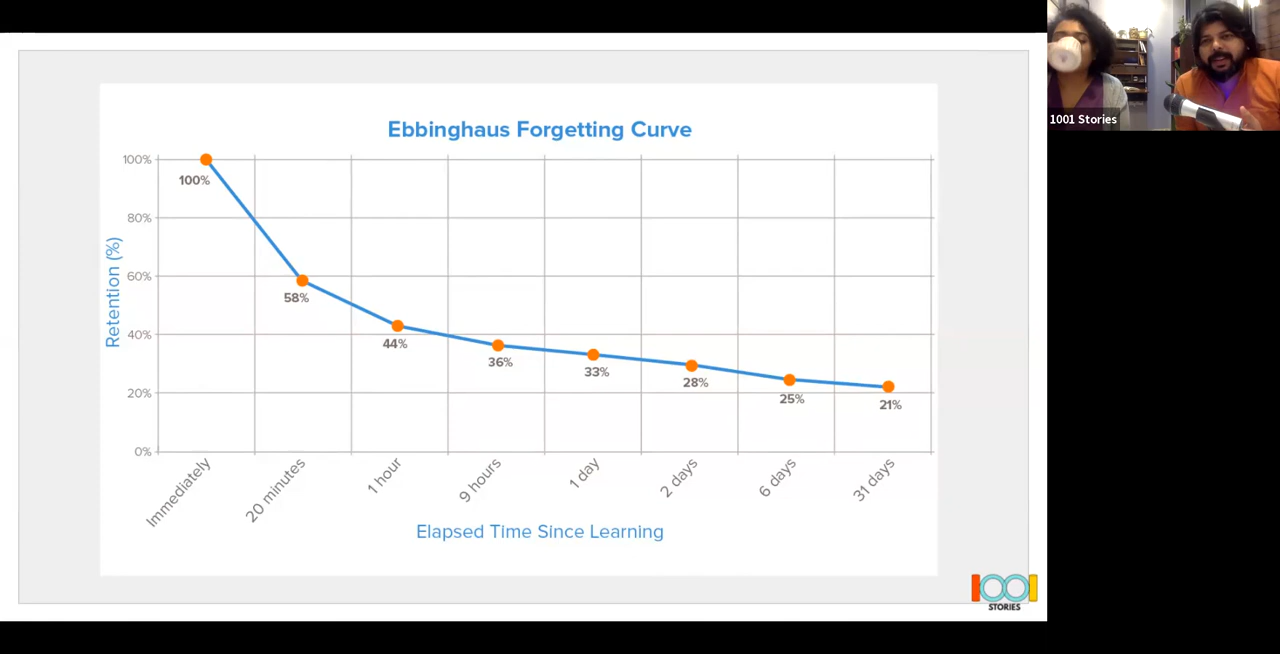 Ebbinghaus Forgetting Curve
Retention (%)
100%
80%
60%
40%
20%
0%
100%
58%
44%
36%
33%
28%
25%
21%
Immediately
20 minutes
1 hour
9 hours
1 day
2 days
6 days
31 days
Elapsed Time Since Learning
1001
STORIES
1001 Stories